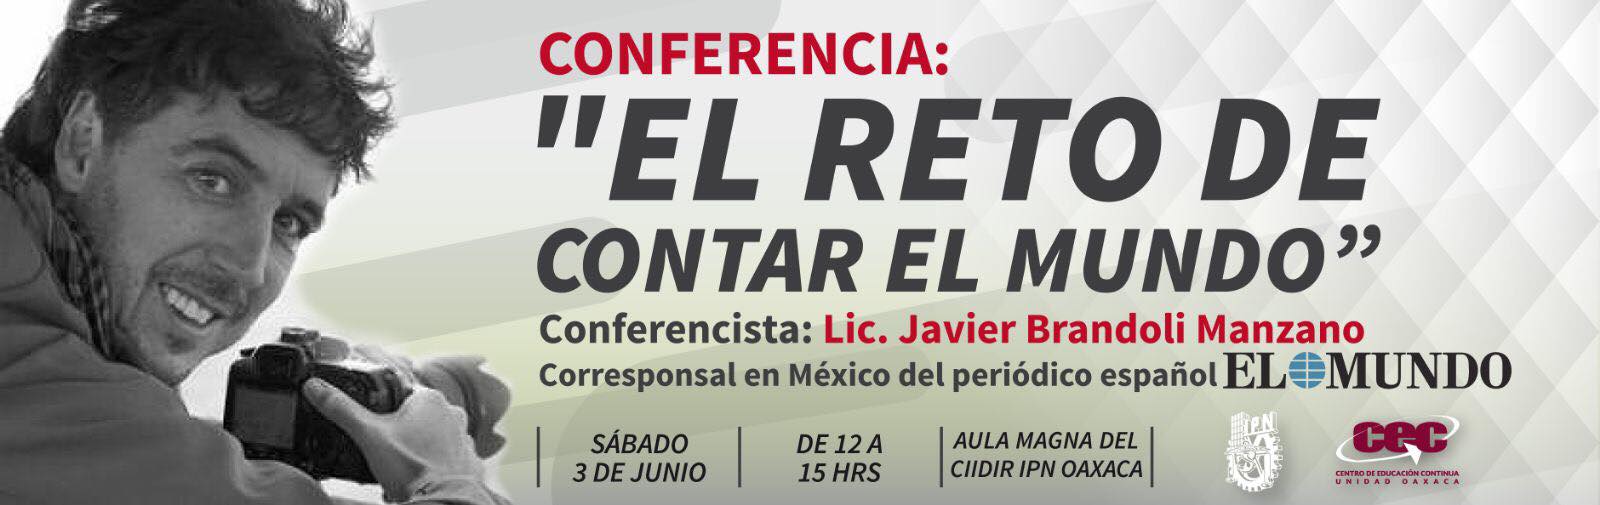 CONFERENCIA:
"EL RETO DE
CONTAR EL MUNDO”
Conferencista: Lic. Javier Brandoli Manzano
Corresponsal en México del periódico español EL MUNDO
SÁBADO
3 DE JUNIO
DE 12 A
15 HRS
AULA MAGNA DEL
CIIDIR IPN OAXACA
IPN
cec
CENTRO DE EDUCACIÓN CONTINUA
UNIDAD OAXACA